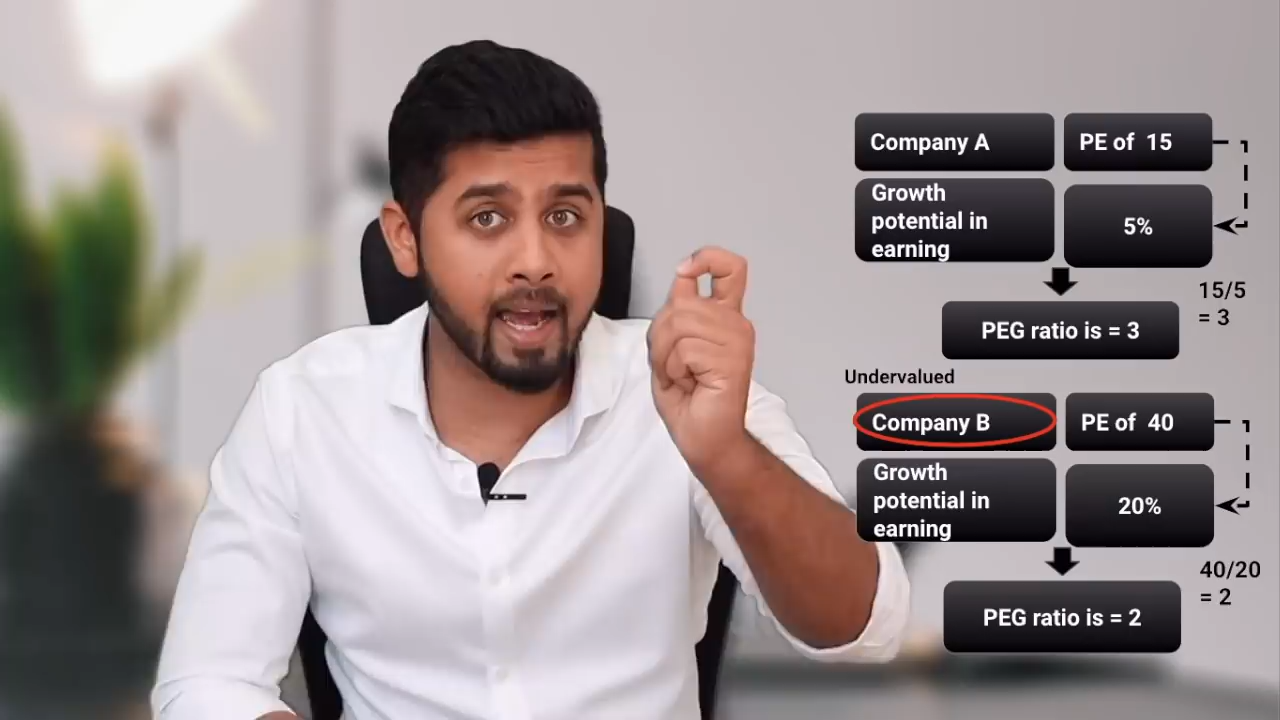 Company A
PE of 15
Growth
potential in
earning
5%
15/5
= 3
PEG ratio is = 3
Undervalued
Company B
PE of 40
Growth
potential in
earning
20%
40/20
= 2
PEG ratio is = 2